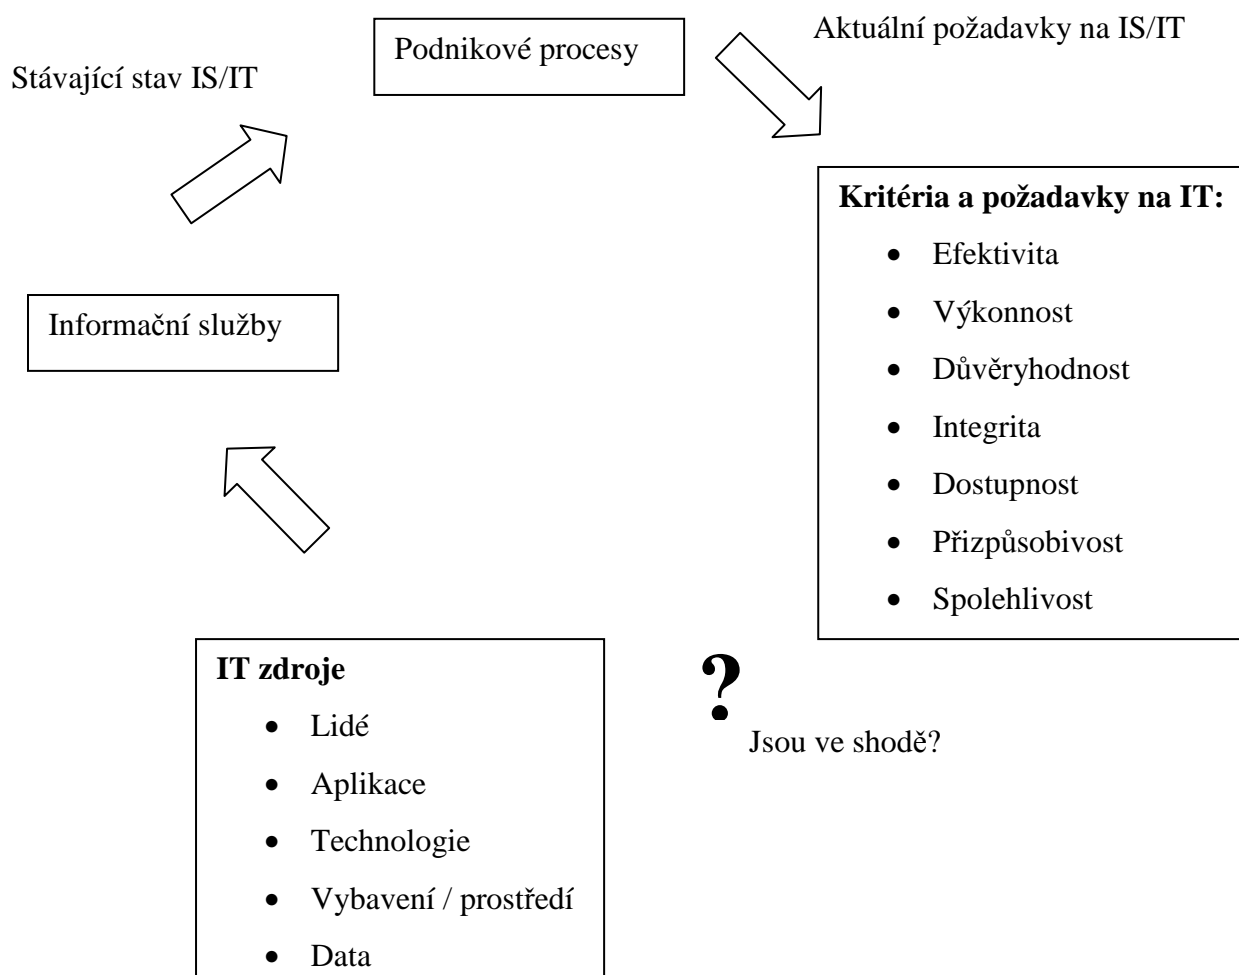 Podnikové procesy
Aktuální požadavky na IS/IT
Stávající stav IS/IT
Kritéria a požadavky na IT:
• Efektivita
• Výkonnost
• Důvěryhodnost
• Integrita
• Dostupnost
• Přizpůsobivost
• Spolehlivost
Informační služby
IT zdroje
• Lidé
• Aplikace
• Technologie
• Vybavení / prostředí
• Data
?
Jsou ve shodě?